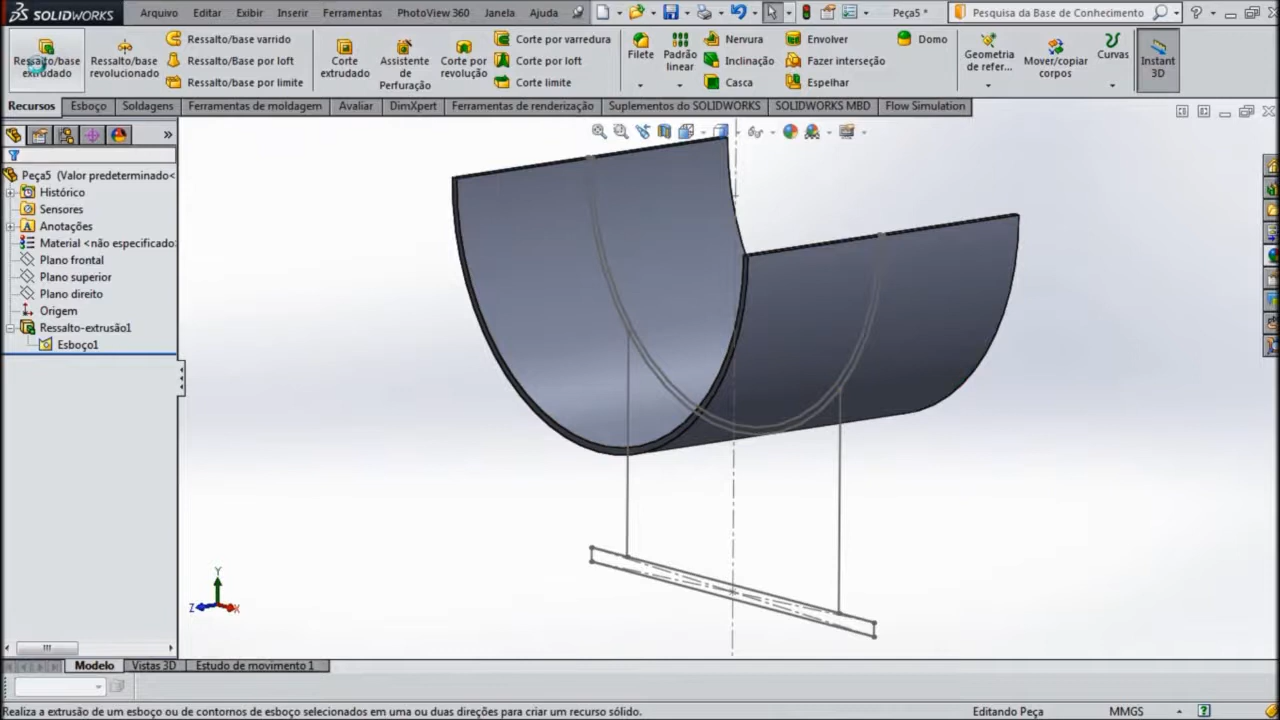 SOLIDWORKS Arquivo Editar Exibir Inserir Ferramentas PhotoView 360 Janela Ajuda Peça5 * Pesquisa da Base de Conhecimento
Ressalto/base extrudado
Ressalto/base revolucionado
Ressalto/base varrido
Ressalto/base por loft
Ressalto/base por limite
Corte extrudado
Assistente de Perfuração
Corte por revolução
Corte por varredura
Corte por loft
Corte limite
Filete
Padrão linear
Nervura
Inclinação
Casca
Envolver
Fazer interseção
Espelhar
Domo
Geometria de refer...
Mover/copiar corpos
Curvas
Instant 3D
Recursos Esboço Soldagens Ferramentas de moldagem Avaliar DimXpert Ferramentas de renderização Suplementos do SOLIDWORKS SOLIDWORKS MBD Flow Simulation
»
Peça5 (Valor predeterminado<
Histórico
Sensores
Anotações
Material <não especificado>
Plano frontal
Plano superior
Plano direito
Origem
Ressalto-extrusão1
Esboço1
Y
Z X
Modelo Vistas 3D Estudo de movimento 1
Realiza a extrusão de um esboço ou de contornos de esboço selecionados em uma ou duas direções para criar um recurso sólido. Editando Peça MMGS